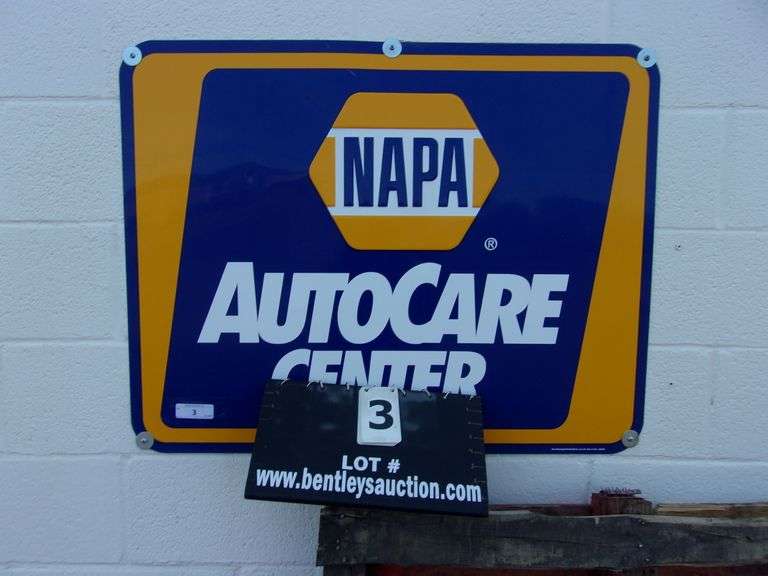 NAPA
®
AUTOCARE
CENTER
3
3
LOT #
www.bentleysauction.com